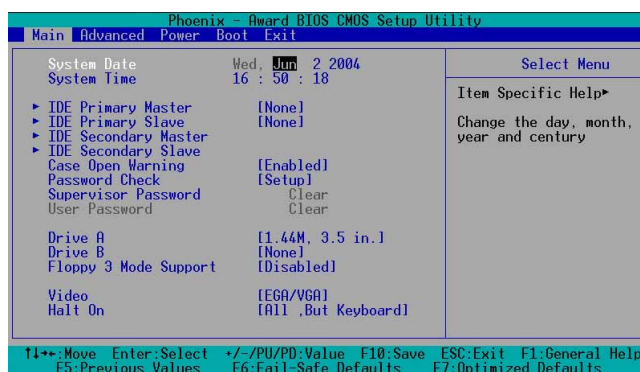 Phoenix - Award BIOS CMOS Setup Utility
Main Advanced Power Boot Exit
System Date Wed, Jun 2 2004
System Time 16 : 50 : 18
► IDE Primary Master [None]
► IDE Primary Slave [None]
► IDE Secondary Master
► IDE Secondary Slave
Case Open Warning [Enabled]
Password Check [Setup]
Supervisor Password Clear
User Password Clear
Drive A [1.44M, 3.5 in.]
Drive B [None]
Floppy 3 Mode Support [Disabled]
Video [EGA/VGA]
Halt On [All ,But Keyboard]
Select Menu
Item Specific Help►
Change the day, month,
year and century
↑↓→←:Move Enter:Select +/-/PU/PD:Value F10:Save ESC:Exit F1:General Help
F5:Previous Values F6:Fail-Safe Defaults F7:Optimized Defaults